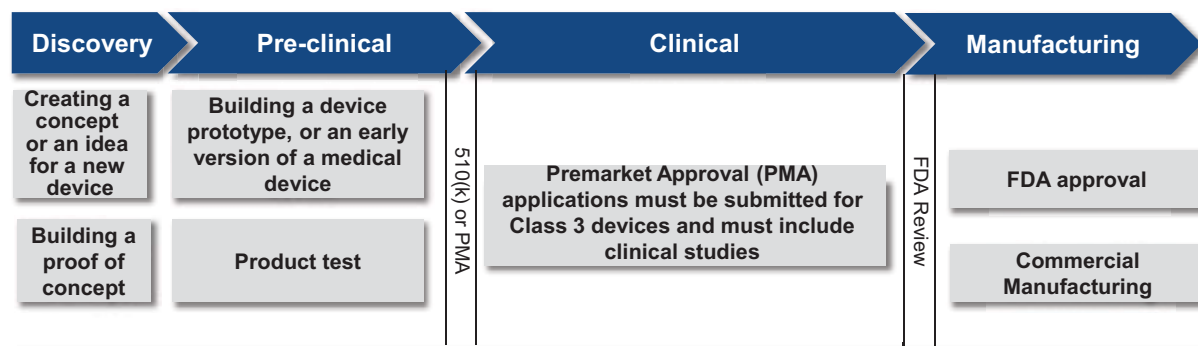 Discovery
Pre-clinical
Clinical
Manufacturing
Creating a
concept
or an idea
for a new
device
Building a
proof of
concept
Building a device
prototype, or an early
version of a medical
device
Product test
510(k) or PMA
Premarket Approval (PMA)
applications must be submitted for
Class 3 devices and must include
clinical studies
FDA Review
FDA approval
Commercial
Manufacturing